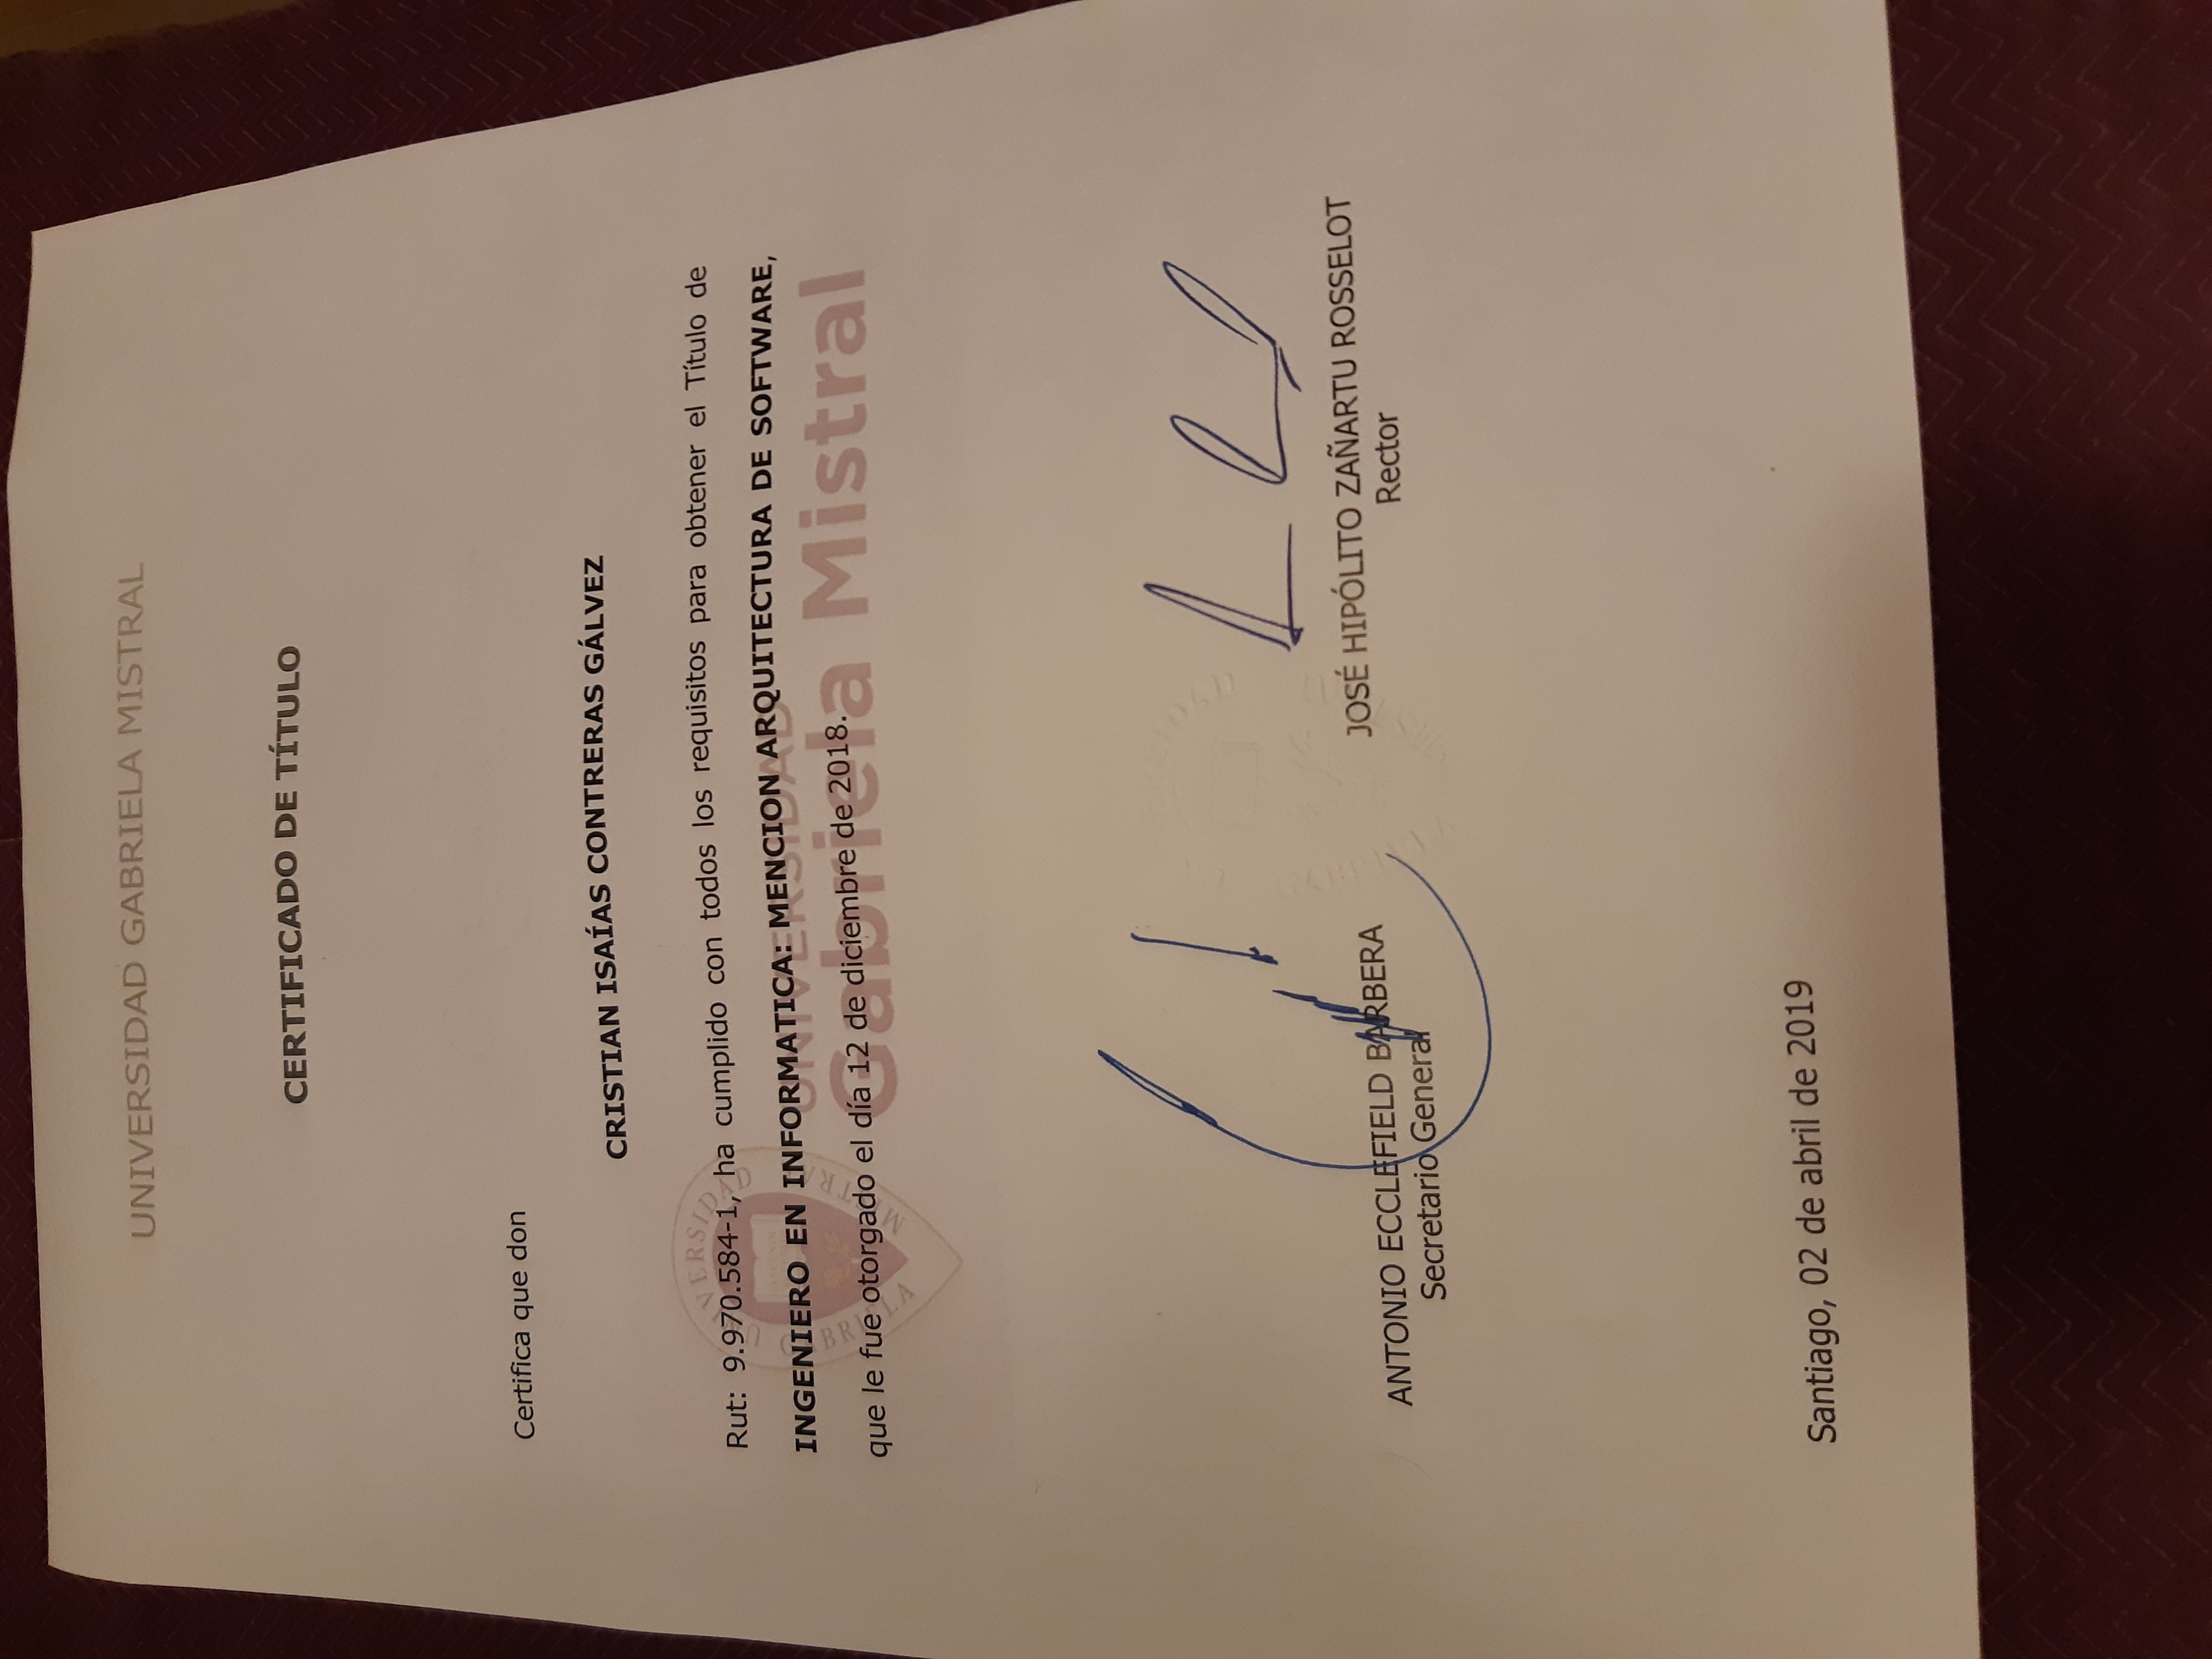 UNIVERSIDAD GABRIELA MISTRAL
CERTIFICADO DE TÍTULO
Certifica que don
CRISTIAN ISAÍAS CONTRERAS GÁLVEZ
Rut: 9.970.584-1, ha cumplido con todos los requisitos para obtener el Título de
INGENIERO EN INFORMATICA: MENCION ARQUITECTURA DE SOFTWARE,
que le fue otorgado el día 12 de diciembre de 2018.
UNIVERSIDAD GABRIELA MISTRAL
UNIVERSIDAD
Gabriela Mistral
ANTONIO ECCLEFIELD BARBERA
Secretario General
JOSÉ HIPÓLITO ZAÑARTU ROSSELOT
Rector
Santiago, 02 de abril de 2019